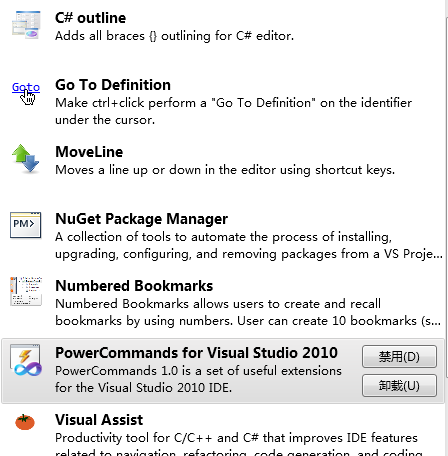 C# outline
Adds all braces {} outlining for C# editor.
Goto
Go To Definition
Make ctrl+click perform a "Go To Definition" on the identifier
under the cursor.
MoveLine
Moves a line up or down in the editor using shortcut keys.
PM>
NuGet Package Manager
A collection of tools to automate the process of installing,
upgrading, configuring, and removing packages from a VS Proje...
Numbered Bookmarks
Numbered Bookmarks allows users to create and recall
bookmarks by using numbers. User can create 10 bookmarks (s...
PowerCommands for Visual Studio 2010
禁用(D)
PowerCommands 1.0 is a set of useful extensions
for the Visual Studio 2010 IDE.
卸载(U)
Visual Assist
Productivity tool for C/C++ and C# that improves IDE features
related to navigation, refactoring, code generation, and coding